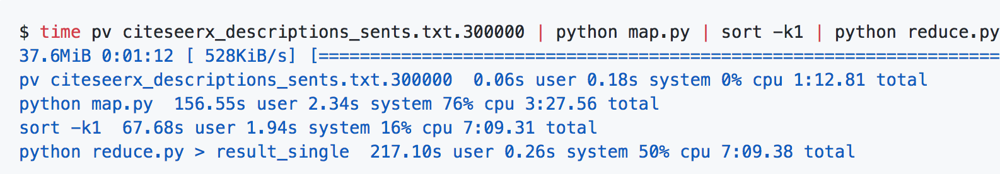 $ time pv citeseerx_descriptions_sents.txt.300000 | python map.py | sort -k1 | python reduce.py
37.6MiB 0:01:12 [ 528KiB/s] [==================================================================
pv citeseerx_descriptions_sents.txt.300000  0.06s user 0.18s system 0% cpu 1:12.81 total
python map.py  156.55s user 2.34s system 76% cpu 3:27.56 total
sort -k1  67.68s user 1.94s system 16% cpu 7:09.31 total
python reduce.py > result_single  217.10s user 0.26s system 50% cpu 7:09.38 total